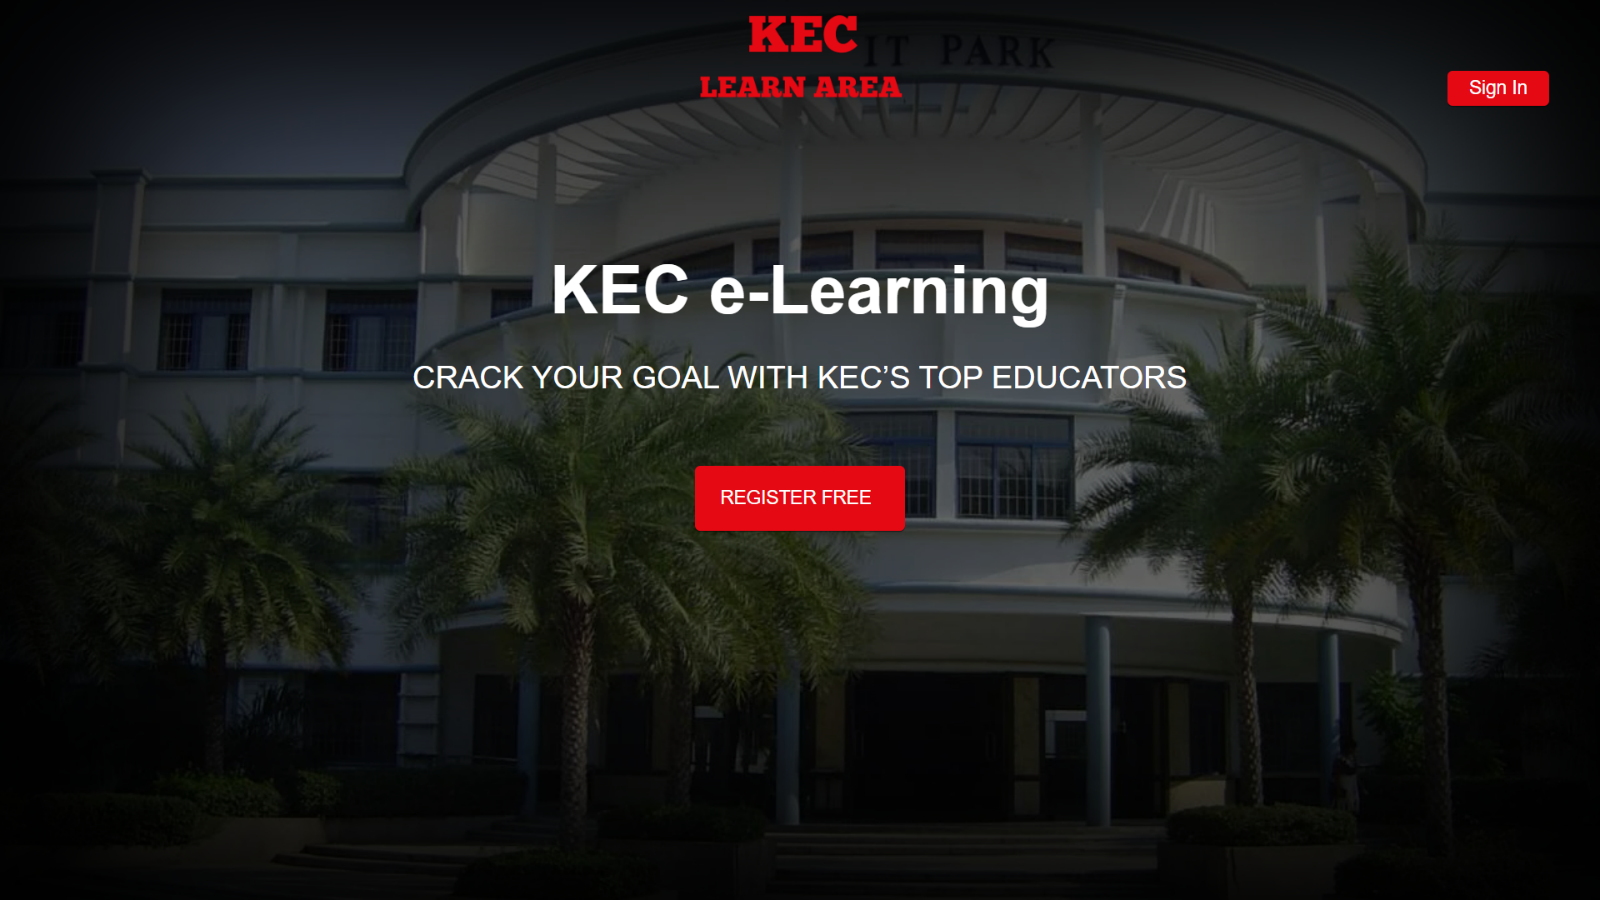 KEC
IT PARK
LEARN AREA
Sign In
KEC e-Learning
CRACK YOUR GOAL WITH KEC’S TOP EDUCATORS
REGISTER FREE